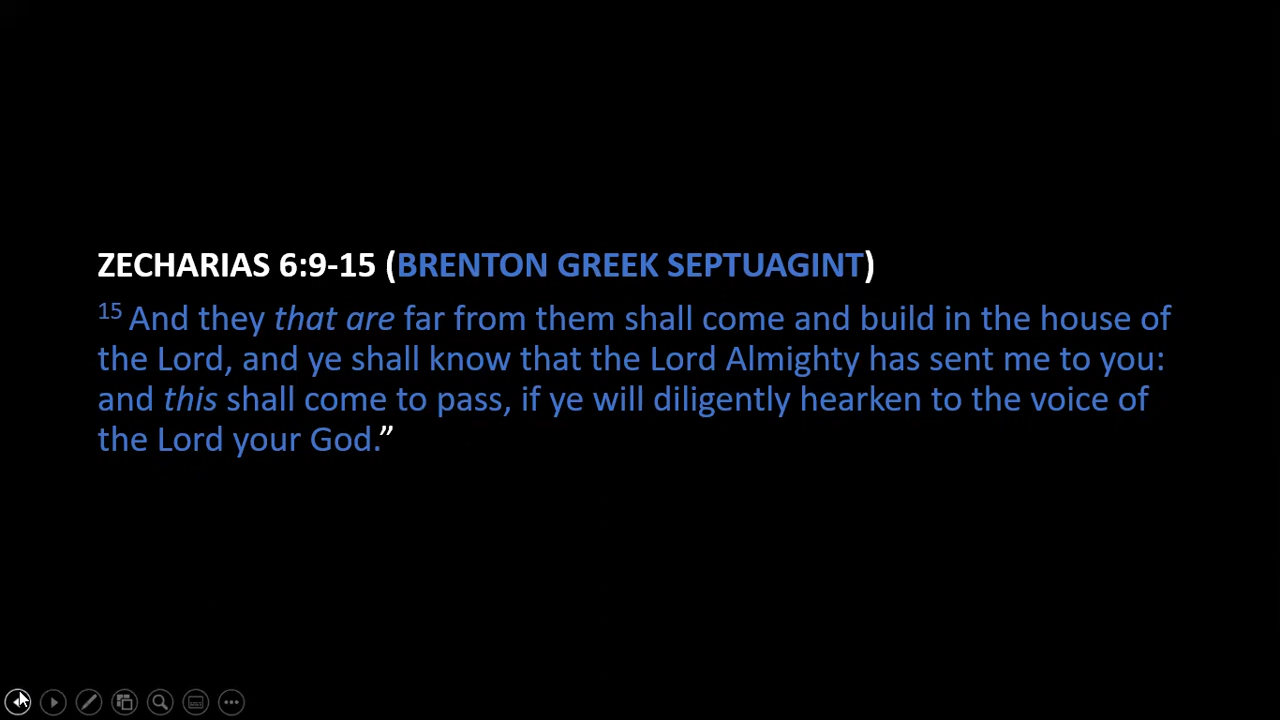 ZECHARIAS 6:9-15 (BRENTON GREEK SEPTUAGINT)
15 And they that are far from them shall come and build in the house of
the Lord, and ye shall know that the Lord Almighty has sent me to you:
and this shall come to pass, if ye will diligently hearken to the voice of
the Lord your God.”